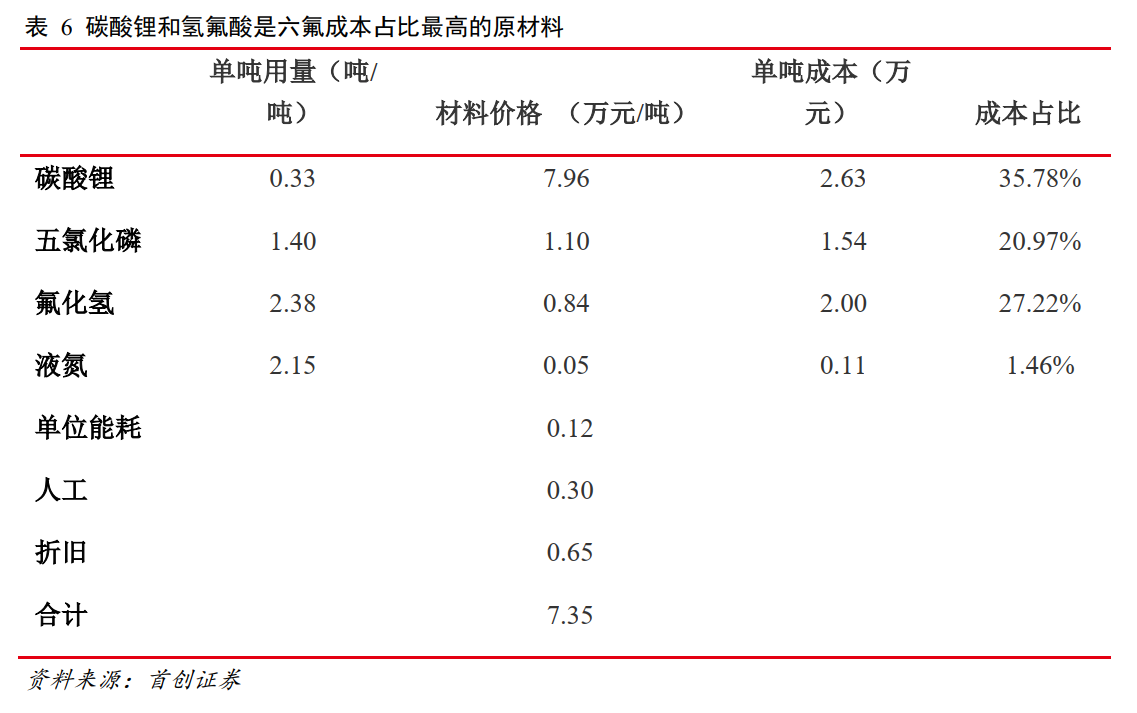 表 6 碳酸锂和氢氟酸是六氟成本占比最高的原材料
单吨用量（吨/吨） 材料价格 （万元/吨） 单吨成本（万元） 成本占比
碳酸锂 0.33 7.96 2.63 35.78%
五氯化磷 1.40 1.10 1.54 20.97%
氟化氢 2.38 0.84 2.00 27.22%
液氮 2.15 0.05 0.11 1.46%
单位能耗 0.12
人工 0.30
折旧 0.65
合计 7.35
资料来源：首创证券